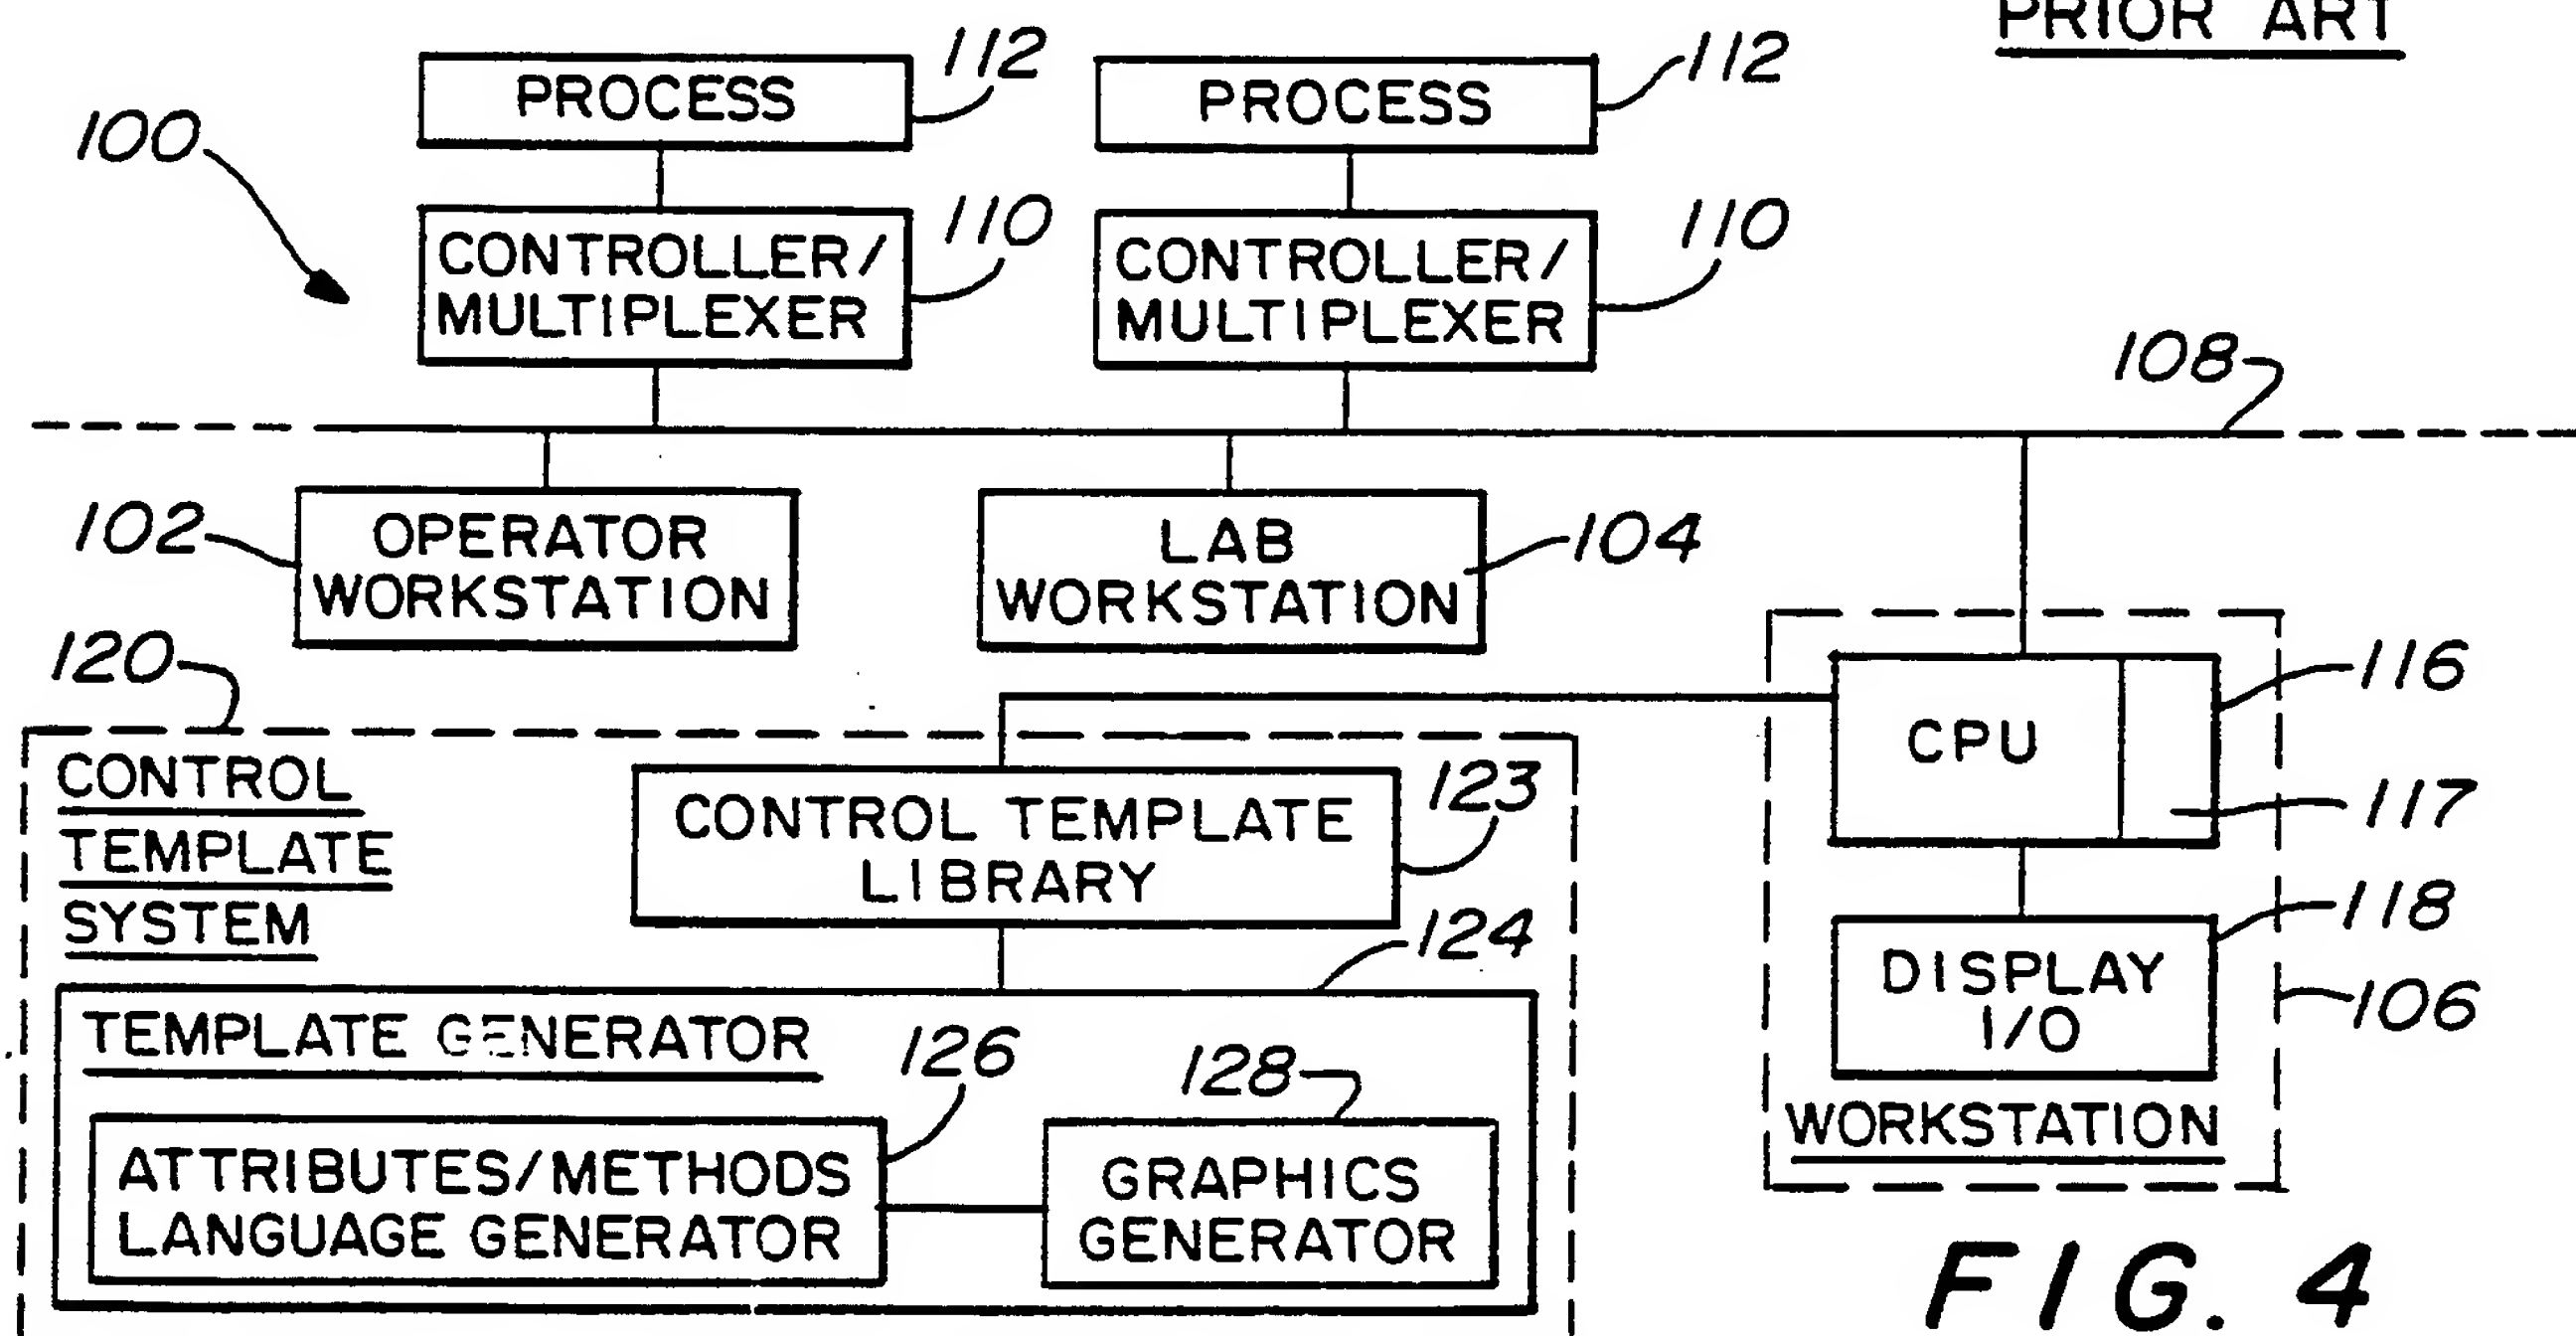 PRIOR ART
PROCESS
112
PROCESS
112
100
CONTROLLER/
MULTIPLEXER
110
CONTROLLER/
MULTIPLEXER
110
108
102
OPERATOR
WORKSTATION
LAB
WORKSTATION
104
120
CONTROL
TEMPLATE
SYSTEM
CONTROL TEMPLATE
LIBRARY
123
124
TEMPLATE GENERATOR
126
128
ATTRIBUTES/METHODS
LANGUAGE GENERATOR
GRAPHICS
GENERATOR
CPU
116
117
118
DISPLAY
I/O
106
WORKSTATION
FIG. 4